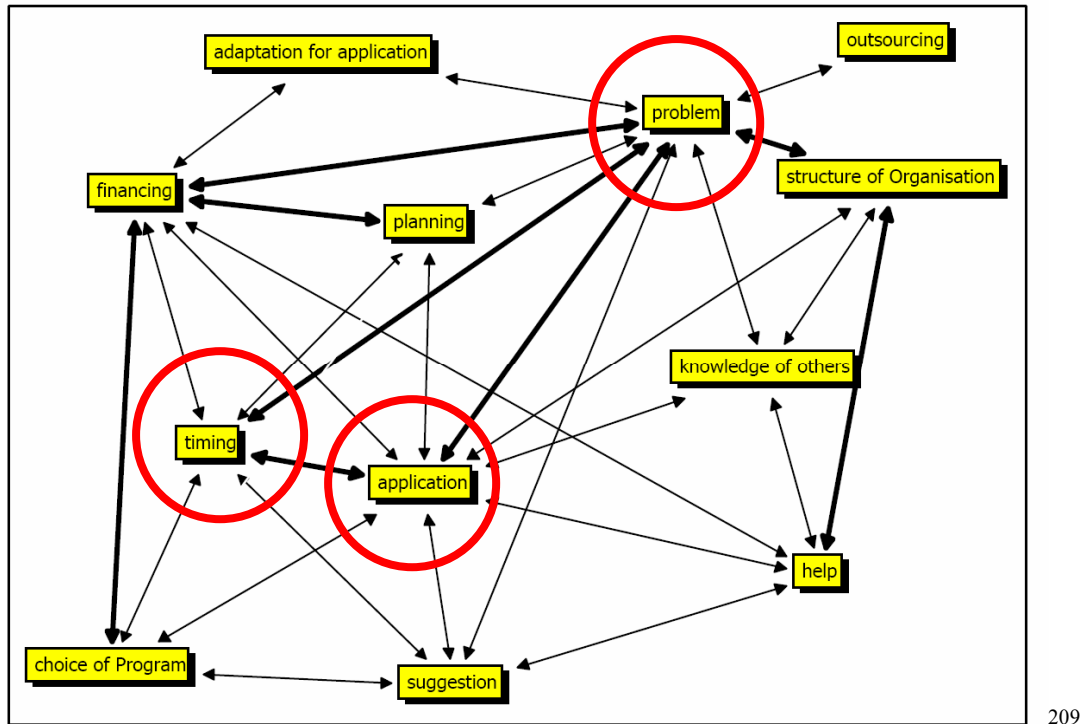 outsourcing
adaptation for application
problem
structure of Organisation
financing
planning
knowledge of others
timing
application
help
choice of Program
suggestion
209